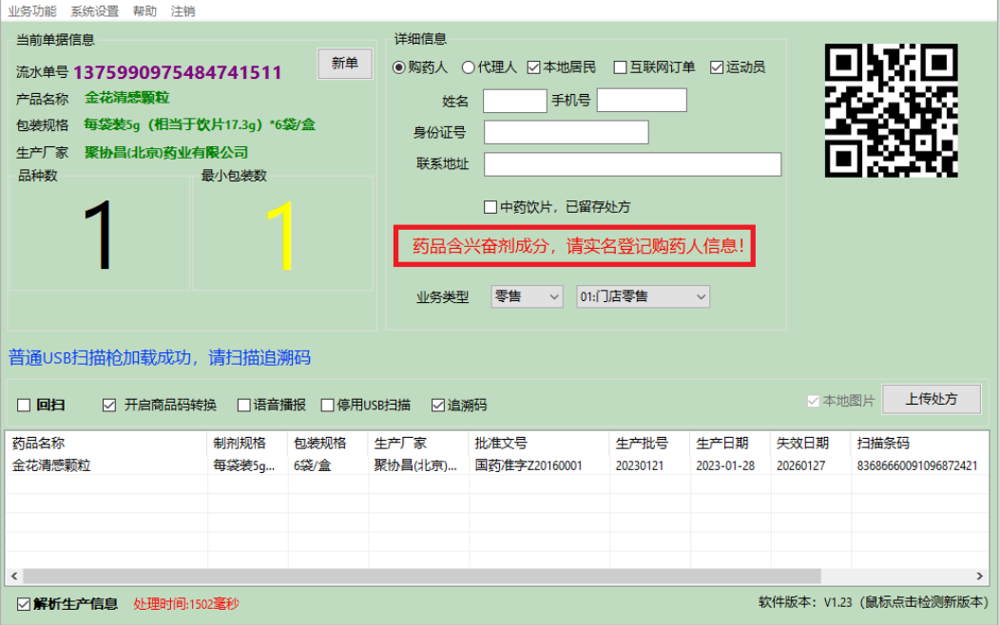 业务功能 系统设置 帮助 注销
当前单据信息
流水单号 1375990975484741511
新单
产品名称 金花清感颗粒
包装规格 每袋装5g（相当于饮片17.3g）*6袋/盒
生产厂家 聚协昌(北京)药业有限公司
品种数 最小包装数
1 1
详细信息
购药人 代理人 本地居民 互联网订单 运动员
姓名 手机号
身份证号
联系地址
中药饮片，已留存处方
药品含兴奋剂成分，请实名登记购药人信息！
业务类型 零售 01:门店零售
普通USB扫描枪加载成功，请扫描追溯码
回扫 开启商品码转换 语音播报 停用USB扫描 追溯码 本地图片 上传处方
药品名称 制剂规格 包装规格 生产厂家 批准文号 生产批号 生产日期 失效日期 扫描条码
金花清感颗粒 每袋装5g... 6袋/盒 聚协昌(北京)... 国药准字Z20160001 20230121 2023-01-28 20260127 83686660091096872421
解析生产信息 处理时间:1502毫秒 软件版本：V1.23（鼠标点击检测新版本）